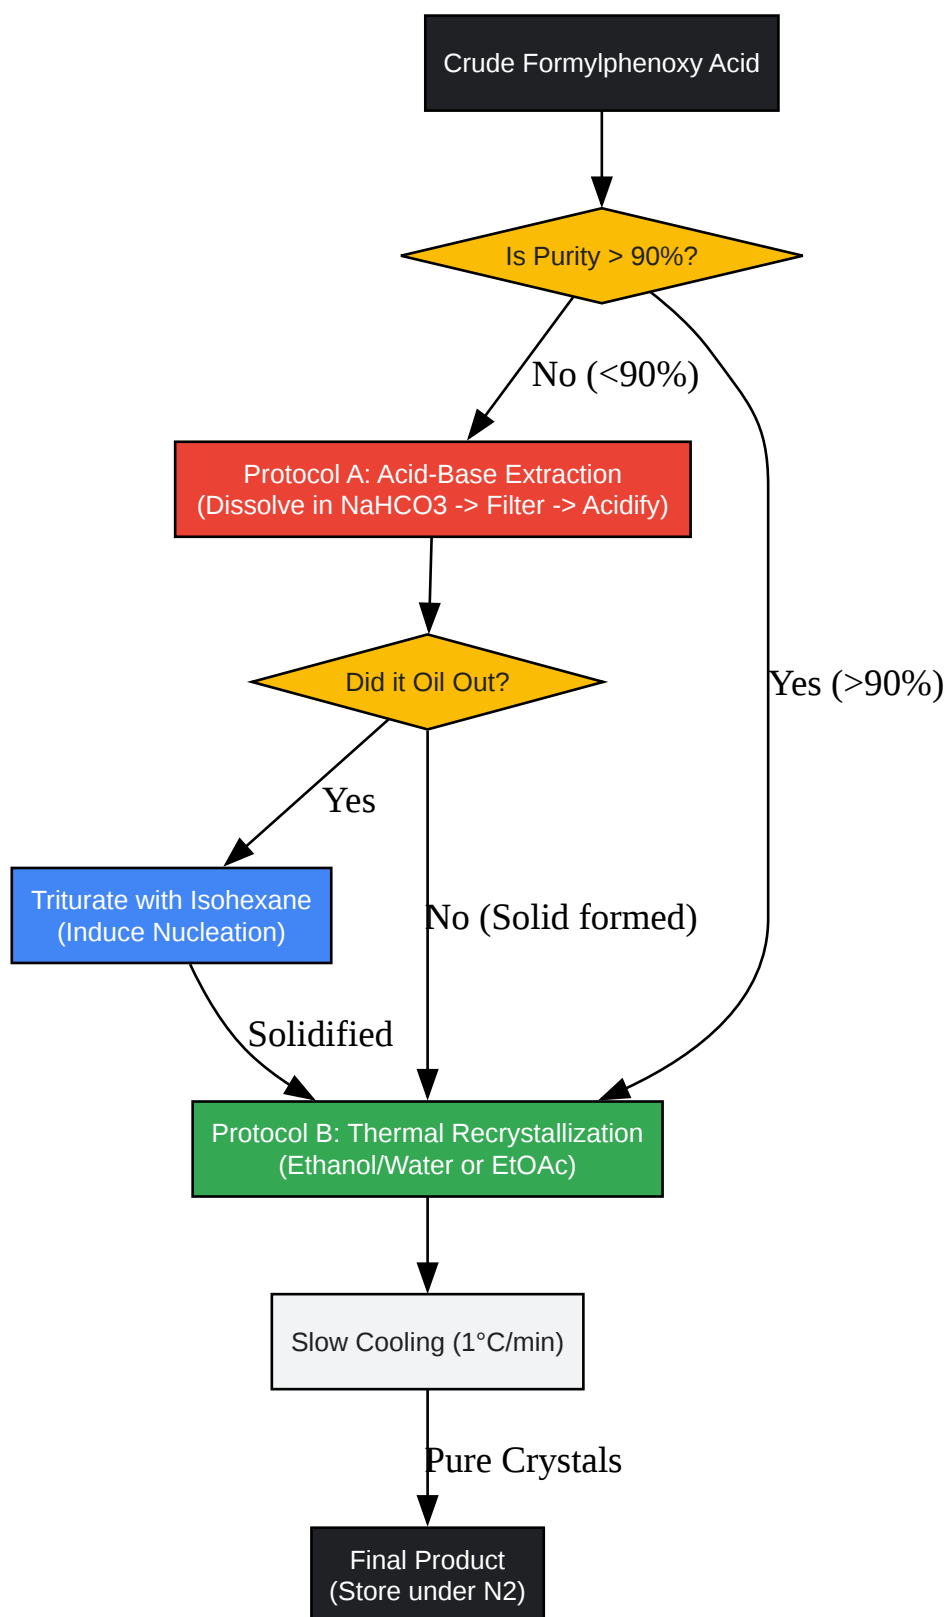 Crude Formylphenoxy Acid
Is Purity > 90%?
No (<90%)
Protocol A: Acid-Base Extraction
(Dissolve in NaHCO3 -> Filter -> Acidify)
Did it Oil Out?
Yes (>90%)
Yes
Triturate with Isohexane
(Induce Nucleation)
No (Solid formed)
Solidified
Protocol B: Thermal Recrystallization
(Ethanol/Water or EtOAc)
Slow Cooling (1°C/min)
Pure Crystals
Final Product
(Store under N2)